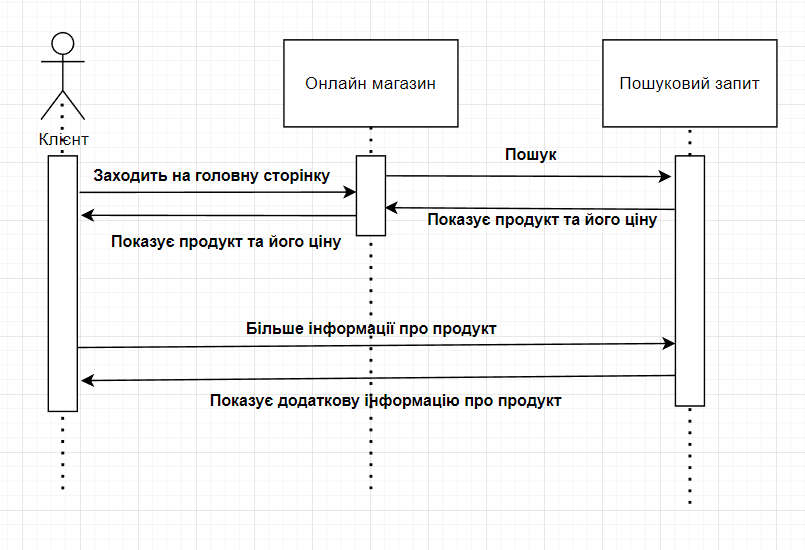 Онлайн магазин
Пошуковий запит
Клієнт
Пошук
Заходить на головну сторінку
Показує продукт та його ціну
Показує продукт та його ціну
Більше інформації про продукт
Показує додаткову інформацію про продукт